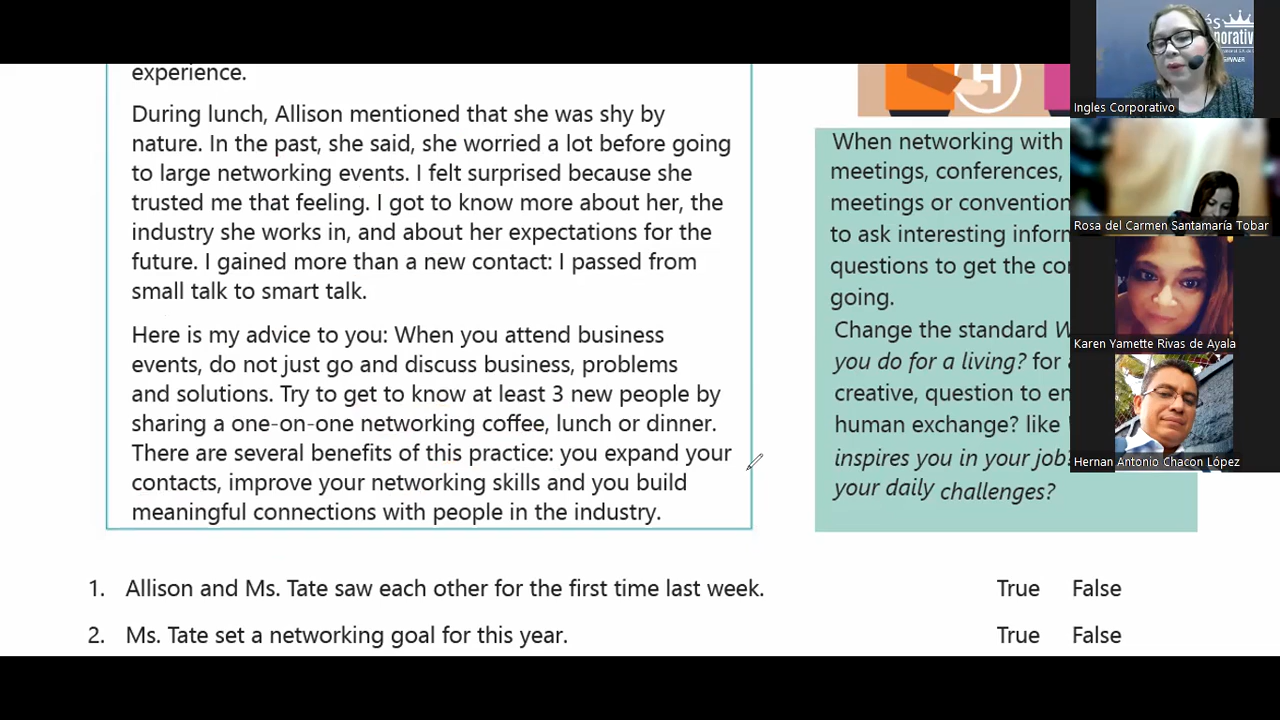 experience.
During lunch, Allison mentioned that she was shy by
nature. In the past, she said, she worried a lot before going
to large networking events. I felt surprised because she
trusted me that feeling. I got to know more about her, the
industry she works in, and about her expectations for the
future. I gained more than a new contact: I passed from
small talk to smart talk.
Here is my advice to you: When you attend business
events, do not just go and discuss business, problems
and solutions. Try to get to know at least 3 new people by
sharing a one-on-one networking coffee, lunch or dinner.
There are several benefits of this practice: you expand your
contacts, improve your networking skills and you build
meaningful connections with people in the industry.
H
When networking with
meetings, conferences,
meetings or convention
to ask interesting inform
questions to get the co
going.
Change the standard
you do for a living? for
creative, question to en
human exchange? like
inspires you in your job
your daily challenges?
1. Allison and Ms. Tate saw each other for the first time last week. True False
2. Ms. Tate set a networking goal for this year. True False
Ingles Corporativo
Rosa del Carmen Santamaría Tobar
Karen Yamette Rivas de Ayala
Hernan Antonio Chacon López